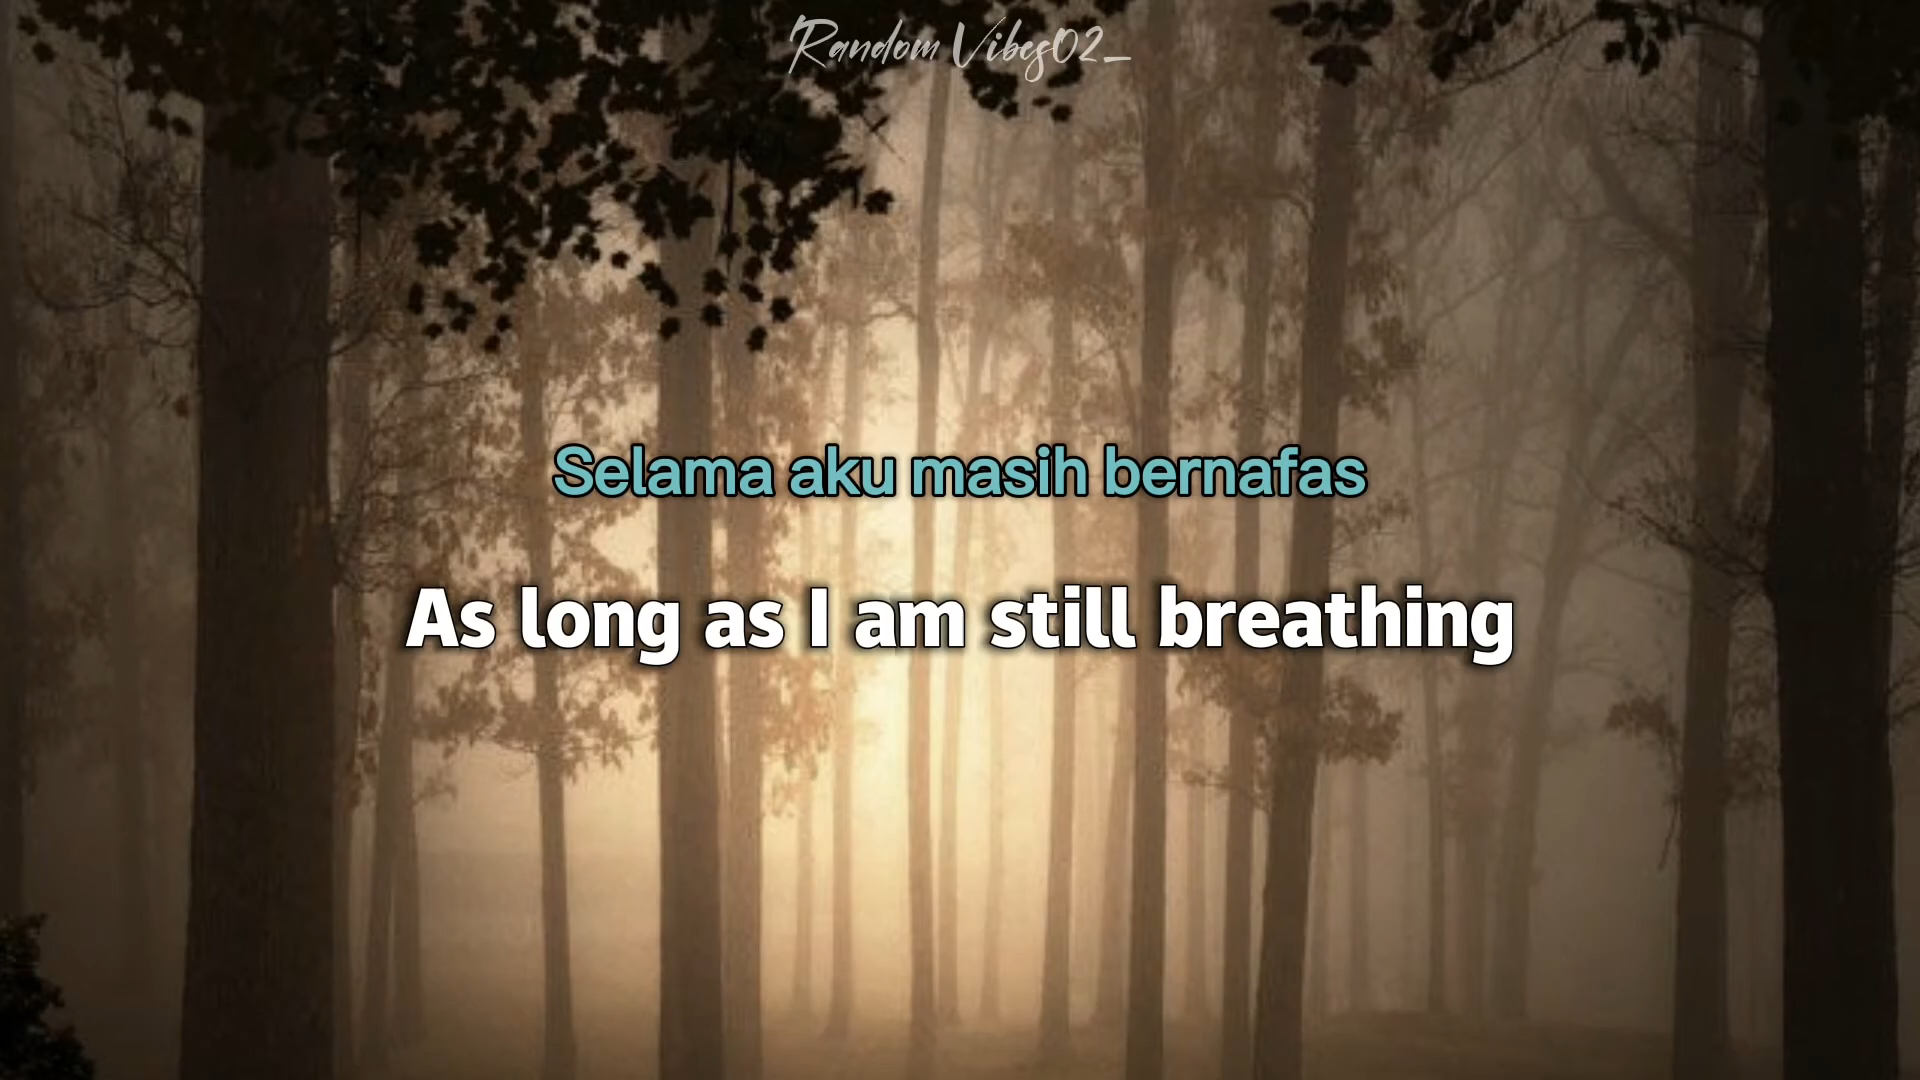 Random Vibes02_
Selama aku masih bernafas
As long as I am still breathing